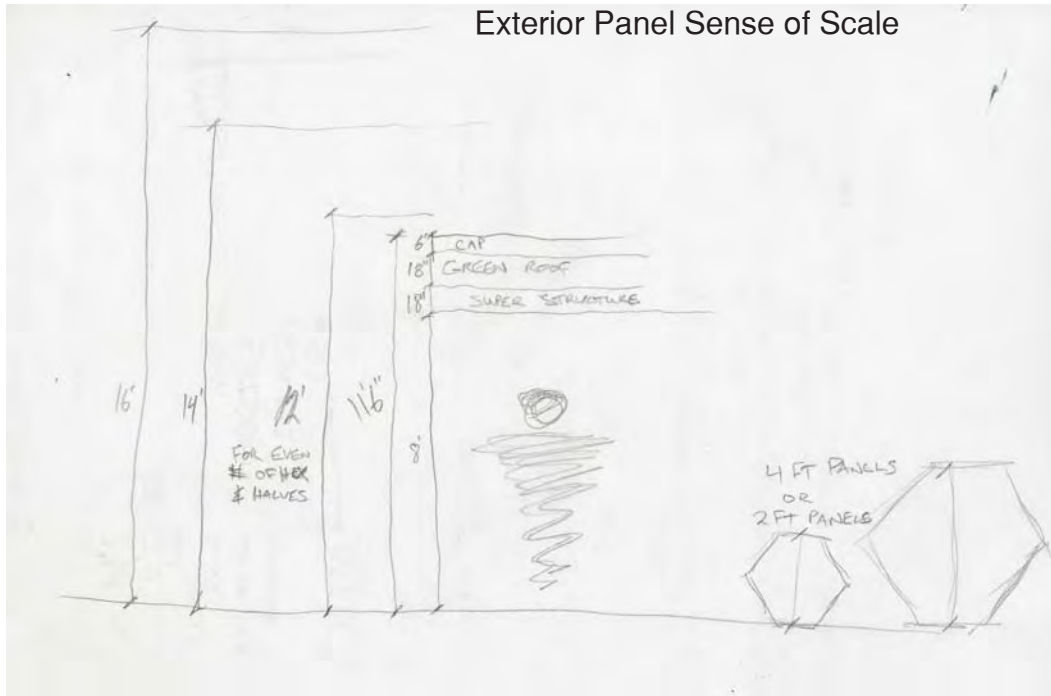 Exterior Panel Sense of Scale
6" CAP
18" GREEN ROOF
18" SUPER STRUCTURE
16'
14'
12'
11'6"
8'
FOR EVEN
# OF HEX
& HALVES
4 FT PANELS
OR
2 FT PANELS